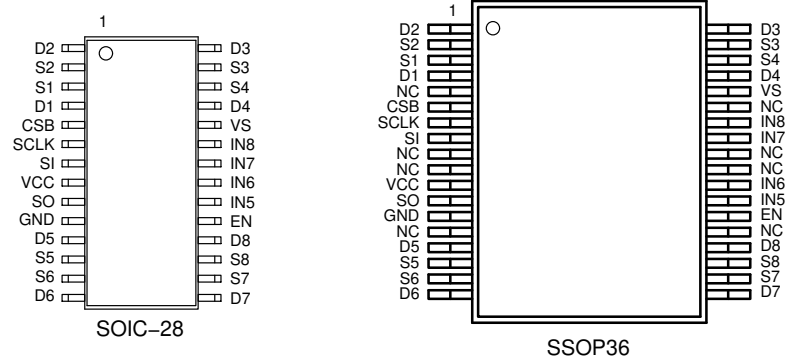 1
D2 D3
S2 S3
S1 S4
D1 D4
CSB VS
SCLK IN8
SI IN7
VCC IN6
SO IN5
GND EN
D5 D8
S5 S8
S6 S7
D6 D7
SOIC–28
1
D2 D3
S2 S3
S1 S4
D1 D4
NC VS
CSB NC
SCLK IN8
SI IN7
NC NC
NC NC
VCC IN6
SO IN5
GND EN
NC NC
D5 D8
S5 S8
S6 S7
D6 D7
SSOP36